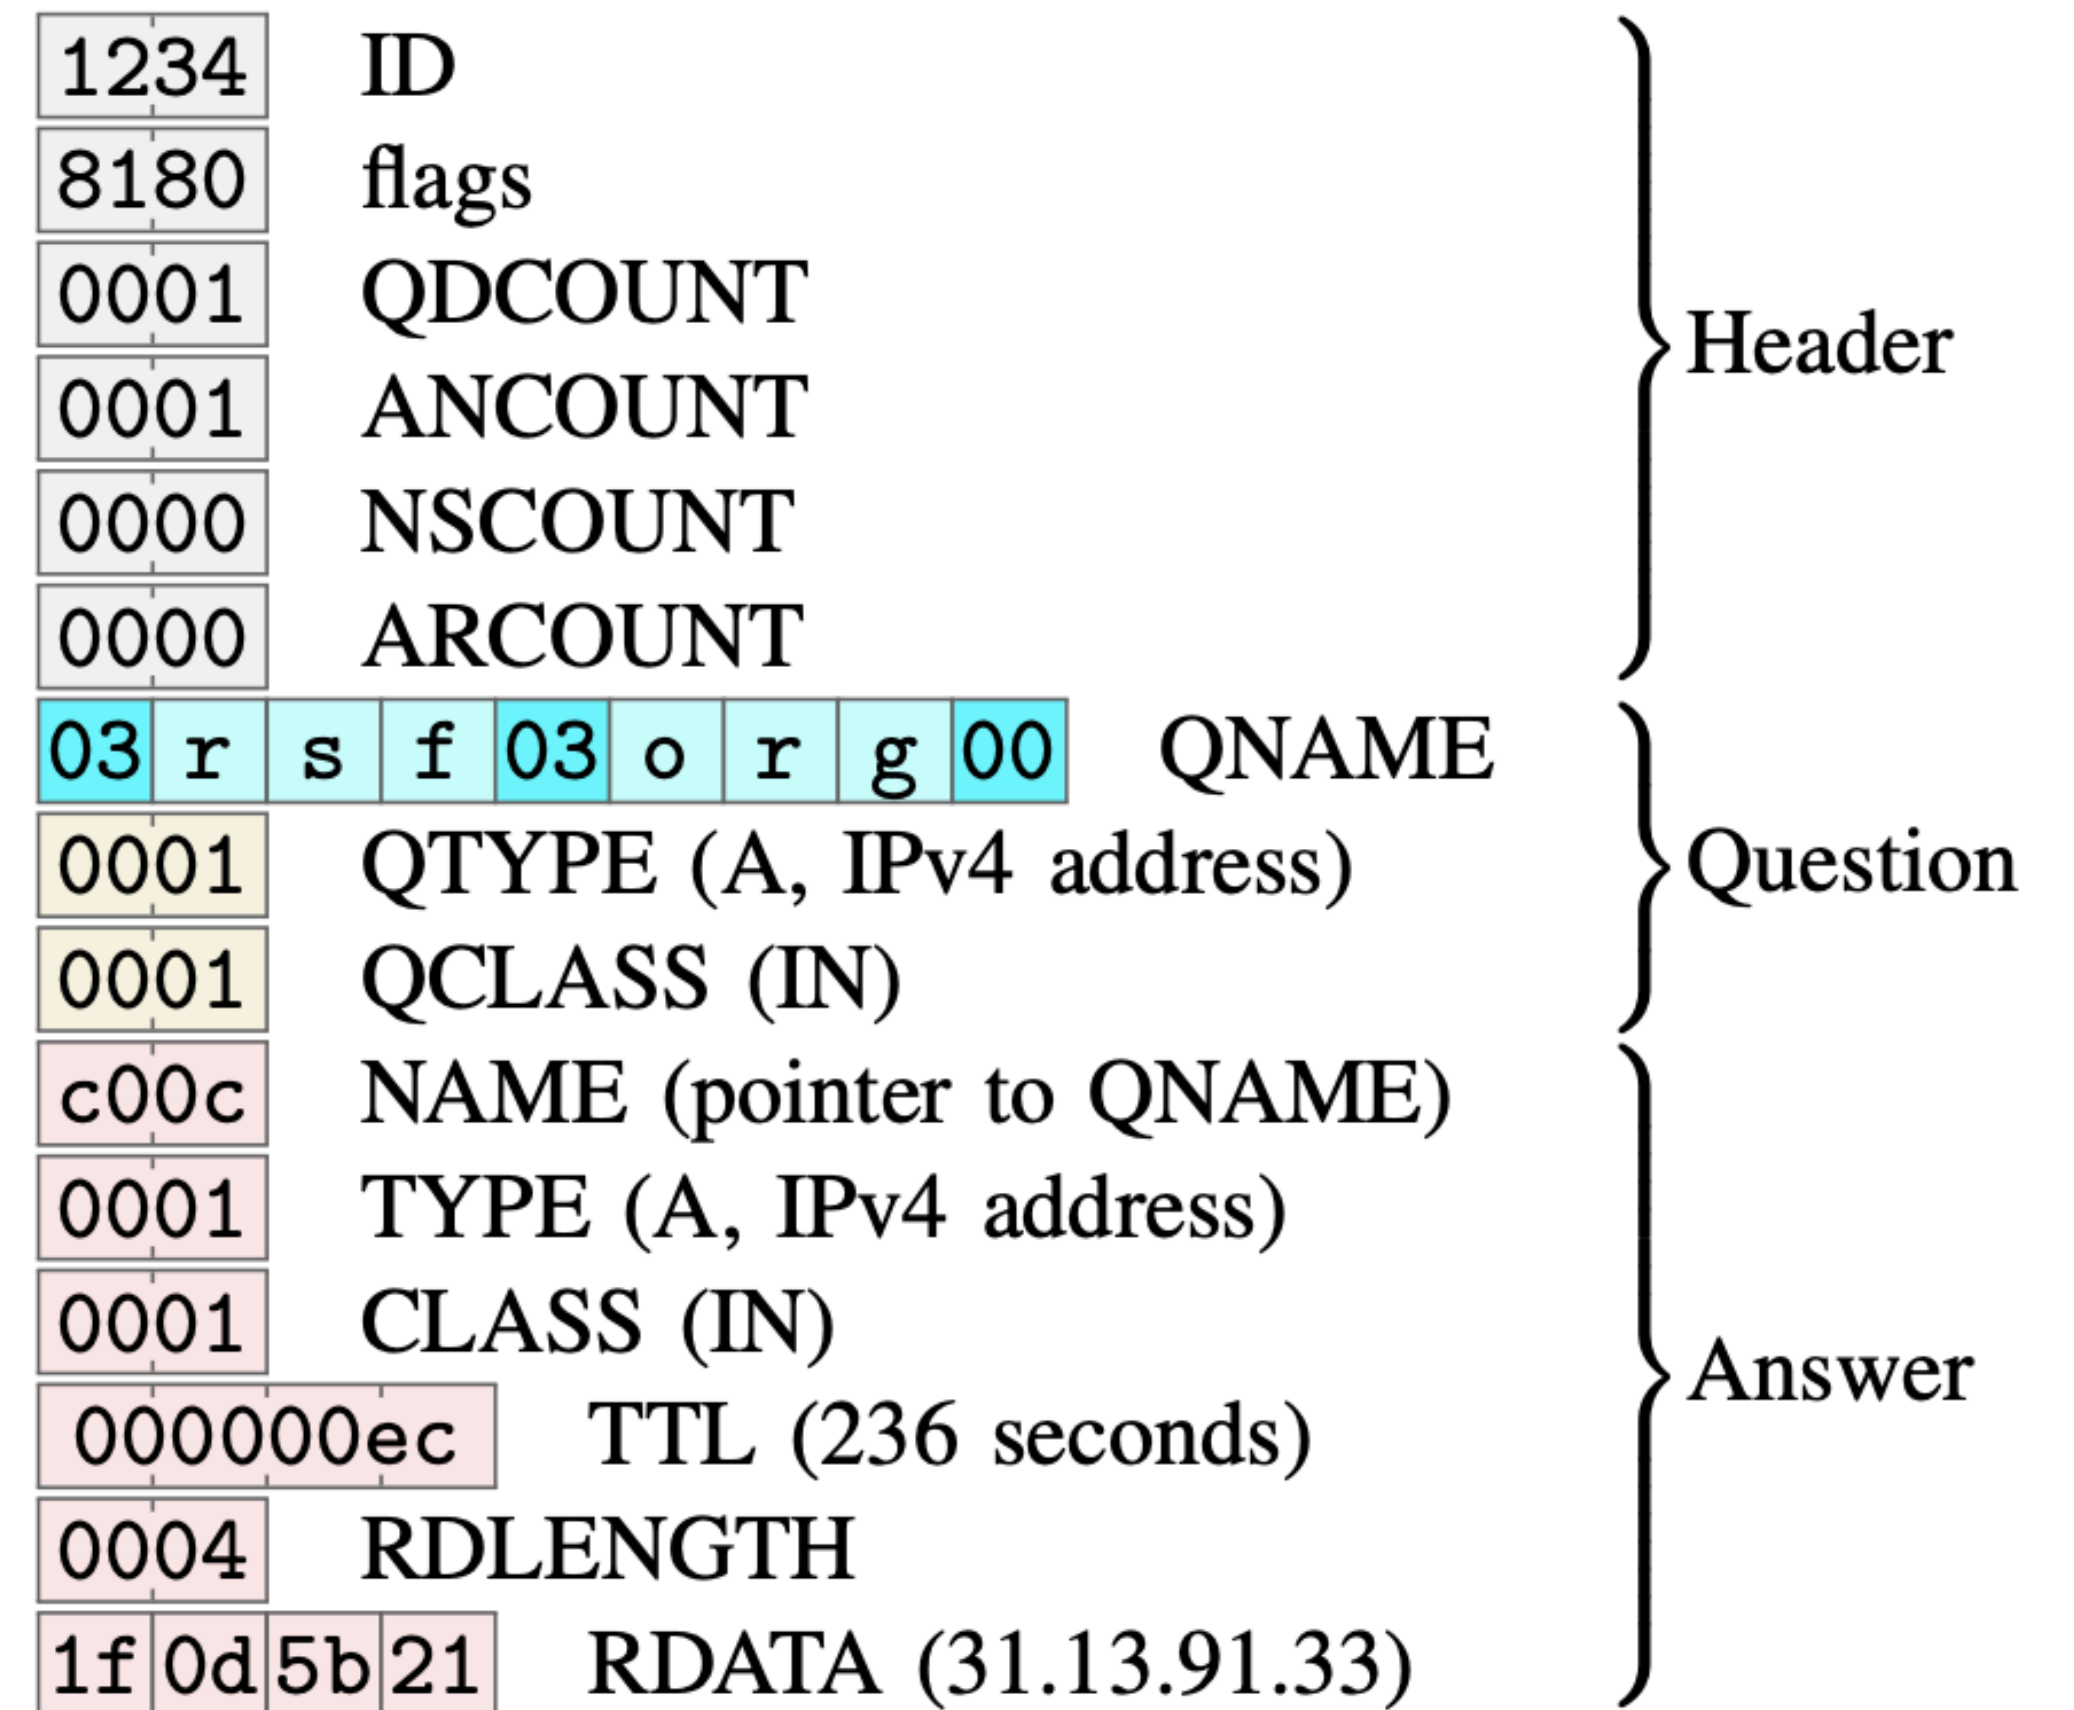 1234 ID
8180 flags
0001 QDCOUNT
0001 ANCOUNT
0000 NSCOUNT
0000 ARCOUNT
Header
03 r s f 03 o r g 00 QNAME
0001 QTYPE (A, IPv4 address)
0001 QCLASS (IN)
Question
c00c NAME (pointer to QNAME)
0001 TYPE (A, IPv4 address)
0001 CLASS (IN)
000000ec TTL (236 seconds)
0004 RDLENGTH
1f 0d 5b 21 RDATA (31.13.91.33)
Answer